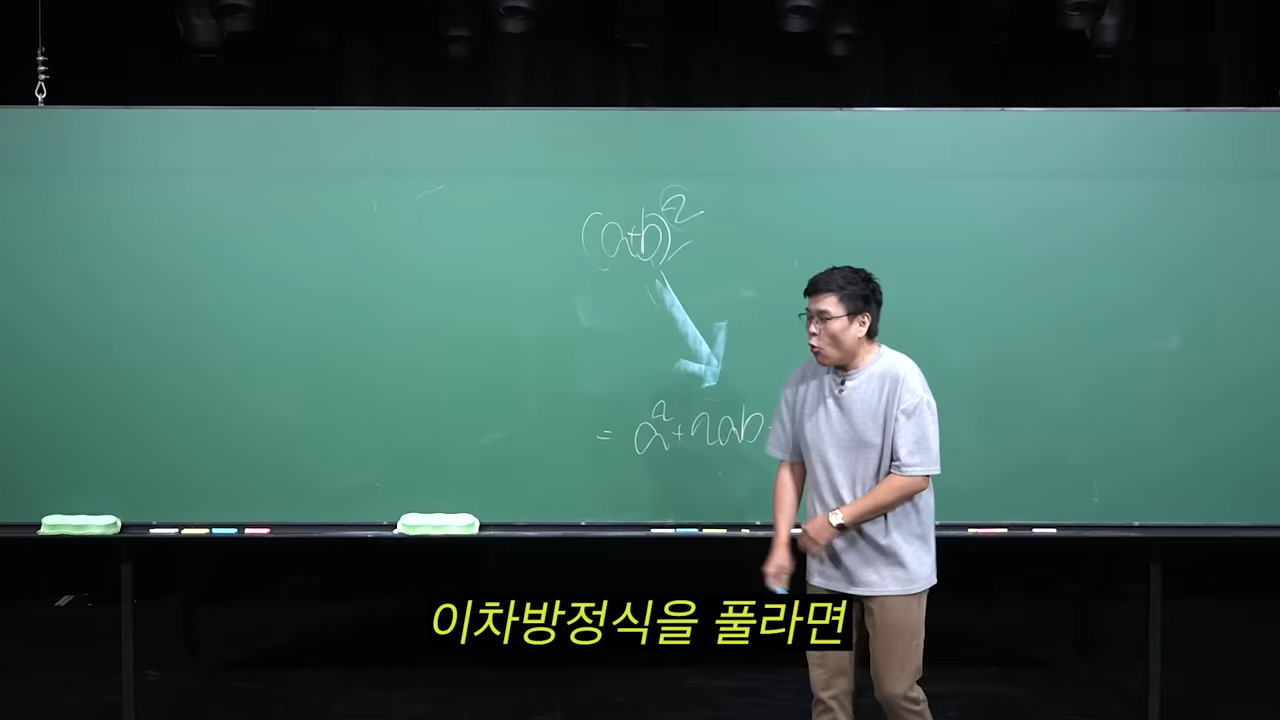 (a+b)²
= a²+2ab
이차방정식을 풀라면